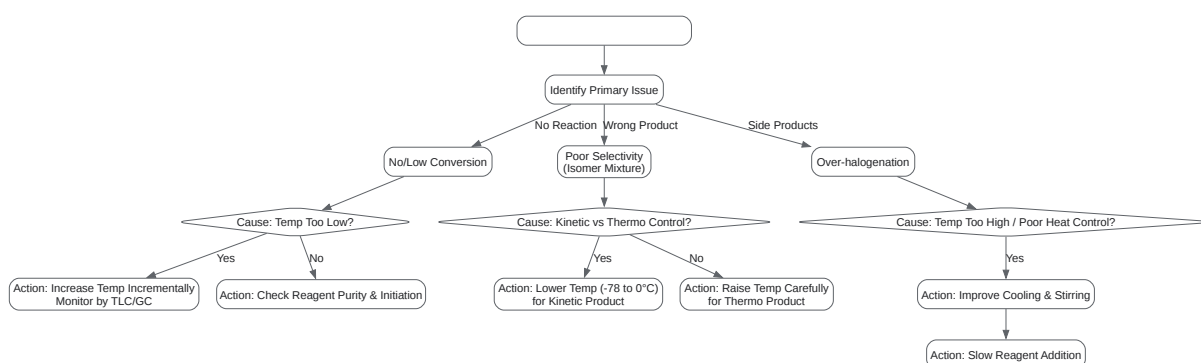 Identify Primary Issue
No Reaction
Wrong Product
Side Products
No/Low Conversion
Poor Selectivity
(Isomer Mixture)
Over-halogenation
Cause: Temp Too Low?
Cause: Kinetic vs Thermo Control?
Cause: Temp Too High / Poor Heat Control?
Yes
No
Yes
No
Yes
Action: Increase Temp Incrementally
Monitor by TLC/GC
Action: Check Reagent Purity & Initiation
Action: Lower Temp (-78 to 0°C)
for Kinetic Product
Action: Raise Temp Carefully
for Thermo Product
Action: Improve Cooling & Stirring
Action: Slow Reagent Addition